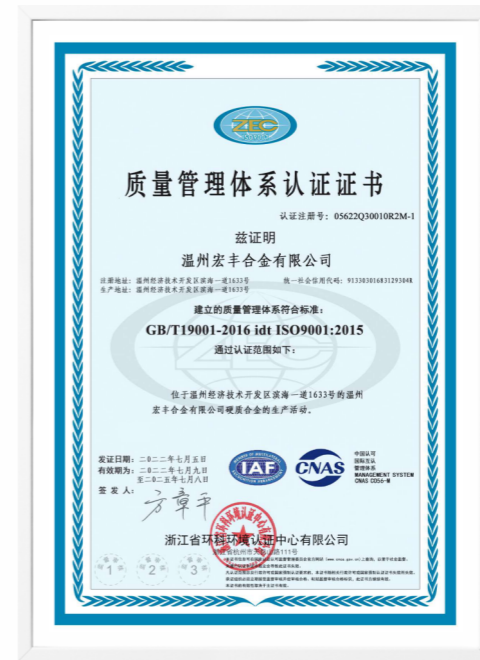 ZEC
质量管理体系认证证书
认证注册号：05622Q30010R2M-1
兹证明
温州宏丰合金有限公司
注册地址：温州经济技术开发区滨海一道1633号
统一社会信用代码：91330301683129304R
生产地址：温州经济技术开发区滨海一道1633号
建立的质量管理体系符合标准：
GB/T19001-2016 idt ISO9001:2015
通过认证范围如下：
位于温州经济技术开发区滨海一道1633号的温州
宏丰合金有限公司硬质合金的生产活动。
发证日期：二〇二二年七月五日
有效期为：二〇二二年七月九日
至二〇二五年七月八日
签 发 人：
方章平
IAF
CNAS
中国认可
国际互认
管理体系
MANAGEMENT SYSTEM
CNAS C056-M
浙江省环科环境认证中心有限公司
1
2
3